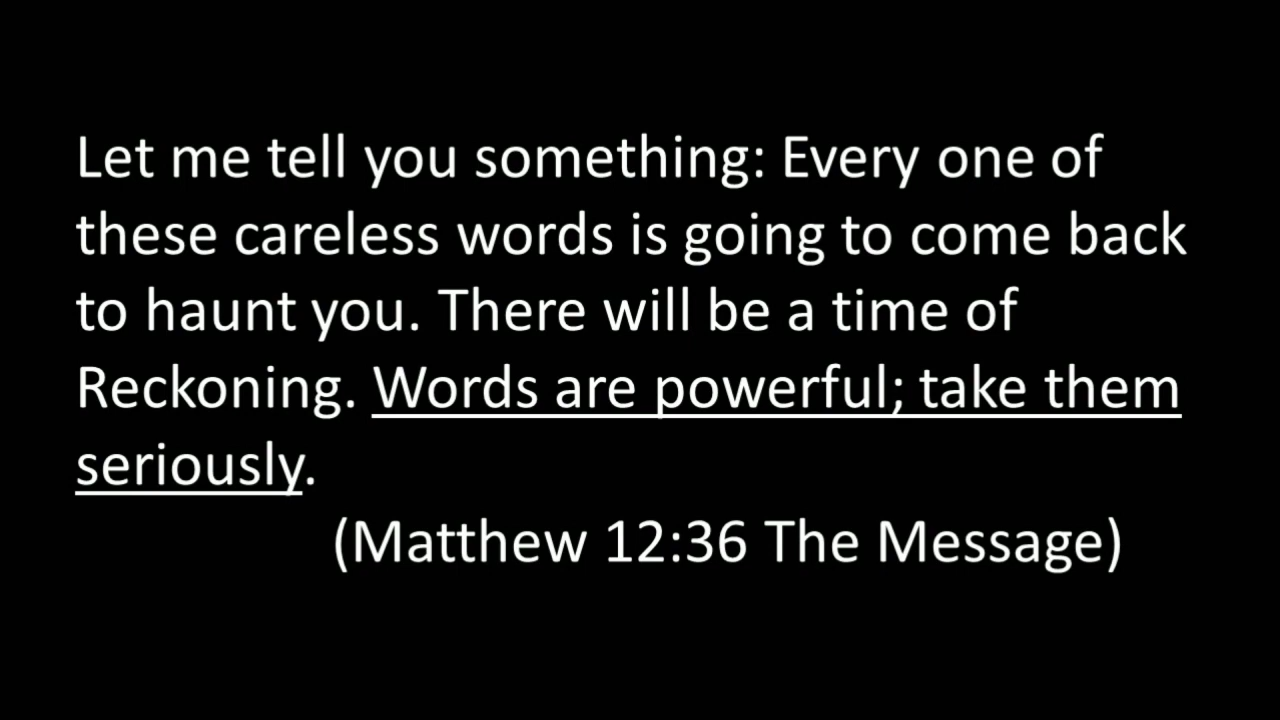 Let me tell you something: Every one of
these careless words is going to come back
to haunt you. There will be a time of
Reckoning. Words are powerful; take them
seriously.
(Matthew 12:36 The Message)